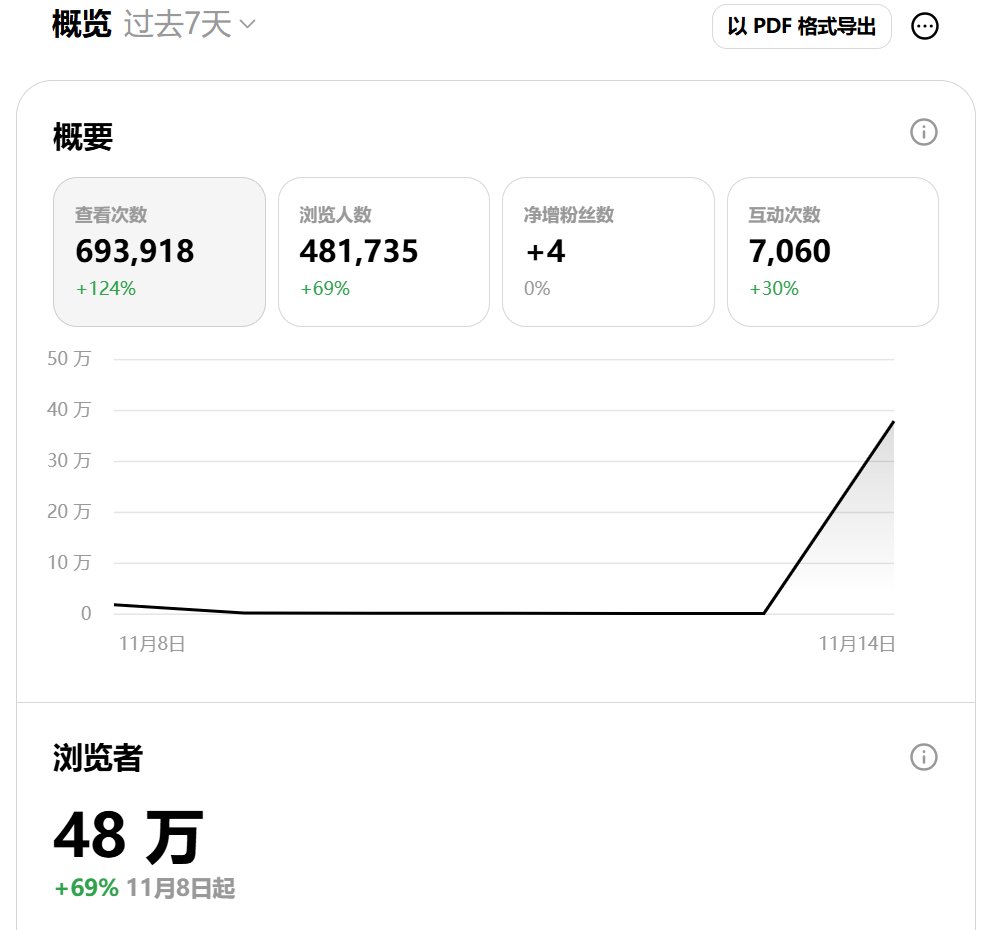 概览 过去7天
以 PDF 格式导出
概要
查看次数 浏览人数 净增粉丝数 互动次数
693,918 481,735 +4 7,060
+124% +69% 0% +30%
50 万
40 万
30 万
20 万
10 万
0
11月8日 11月14日
浏览者
48 万
+69% 11月8日起